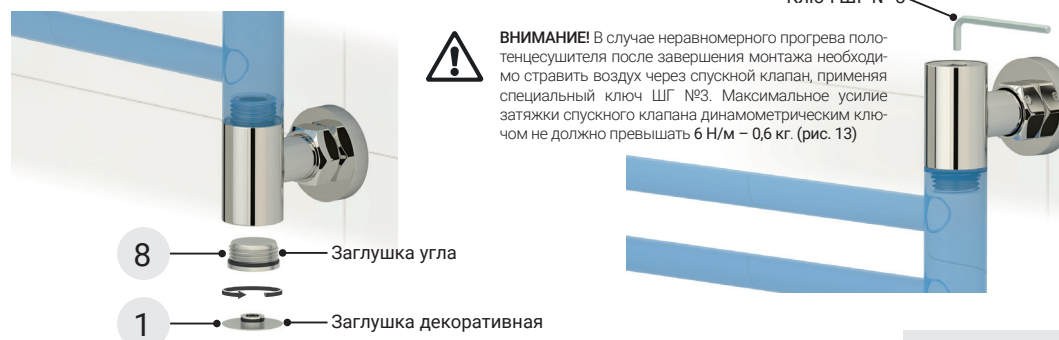 ВНИМАНИЕ! В случае неравномерного прогрева поло-
тенцесушителя после завершения монтажа необходи-
мо стравить воздух через спускной клапан, применяя
специальный ключ ШГ №3. Максимальное усилие
затяжки спускного клапана динамометрическим клю-
чом не должно превышать 6 Н/м – 0,6 кг. (рис. 13)
8
Заглушка угла
1
Заглушка декоративная